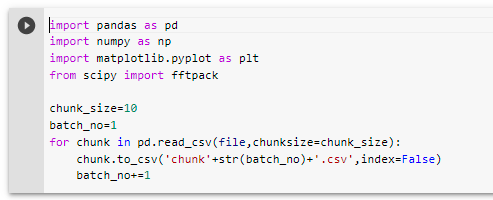 import pandas as pd
import numpy as np
import matplotlib.pyplot as plt
from scipy import fftpack

chunk_size=10
batch_no=1
for chunk in pd.read_csv(file,chunksize=chunk_size):
    chunk.to_csv('chunk'+str(batch_no)+'.csv',index=False)
    batch_no+=1